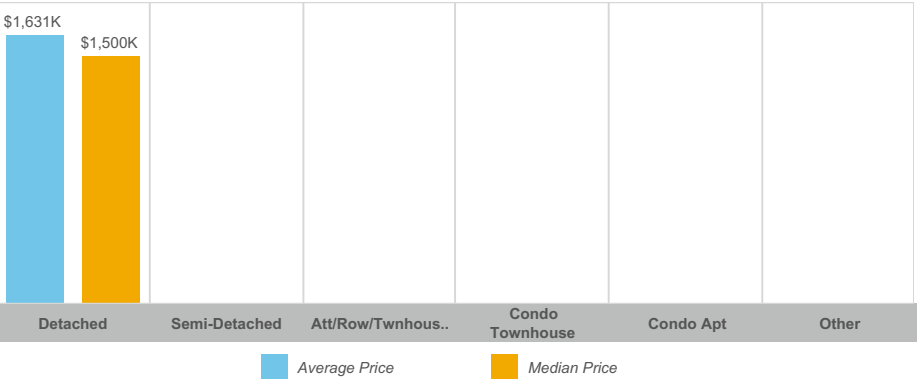 $1,631K
$1,500K
Detached
Semi-Detached
Att/Row/Twnhous..
Condo
Townhouse
Condo Apt
Other
Average Price
Median Price